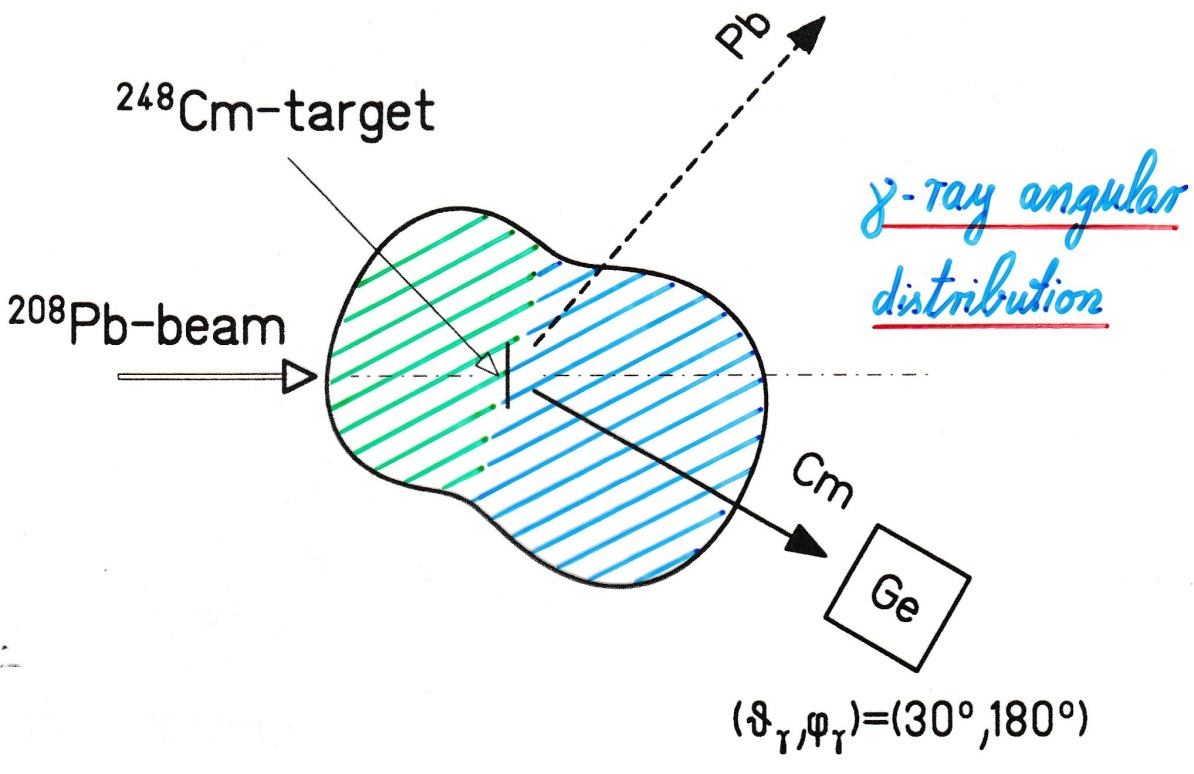 Pb
²⁴⁸Cm-target
γ-ray angular
distribution
²⁰⁸Pb-beam
Cm
Ge
(ϑᵧ,φᵧ)=(30°,180°)